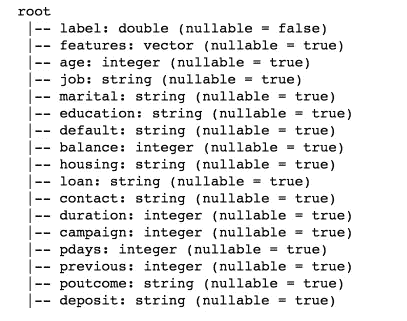 root
|-- label: double (nullable = false)
|-- features: vector (nullable = true)
|-- age: integer (nullable = true)
|-- job: string (nullable = true)
|-- marital: string (nullable = true)
|-- education: string (nullable = true)
|-- default: string (nullable = true)
|-- balance: integer (nullable = true)
|-- housing: string (nullable = true)
|-- loan: string (nullable = true)
|-- contact: string (nullable = true)
|-- duration: integer (nullable = true)
|-- campaign: integer (nullable = true)
|-- pdays: integer (nullable = true)
|-- previous: integer (nullable = true)
|-- poutcome: string (nullable = true)
|-- deposit: string (nullable = true)